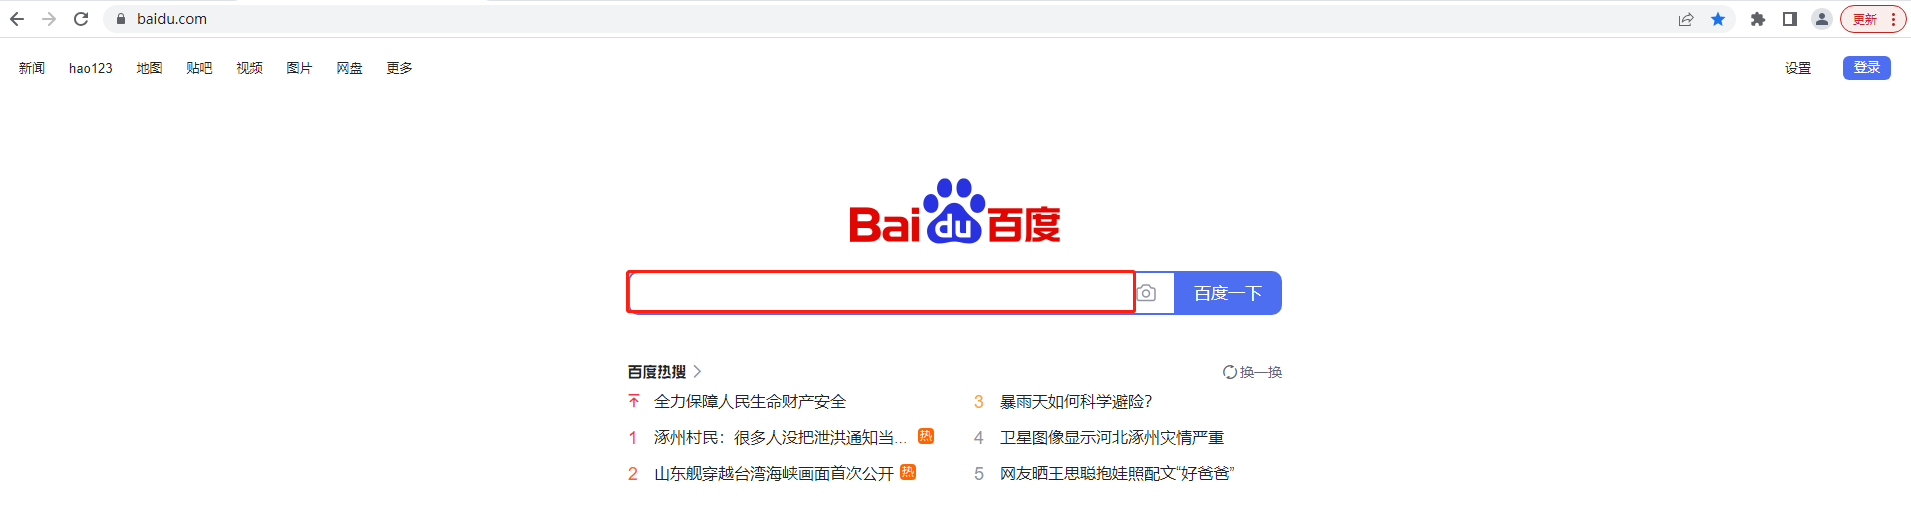 baidu.com
更新
新闻 hao123 地图 贴吧 视频 图片 网盘 更多 设置 登录
Baidu百度
百度一下
百度热搜 换一换
全力保障人民生命财产安全
3 暴雨天如何科学避险?
1 涿州村民：很多人没把泄洪通知当... 热
4 卫星图像显示河北涿州灾情严重
2 山东舰穿越台湾海峡画面首次公开 热
5 网友晒王思聪抱娃照配文“好爸爸”